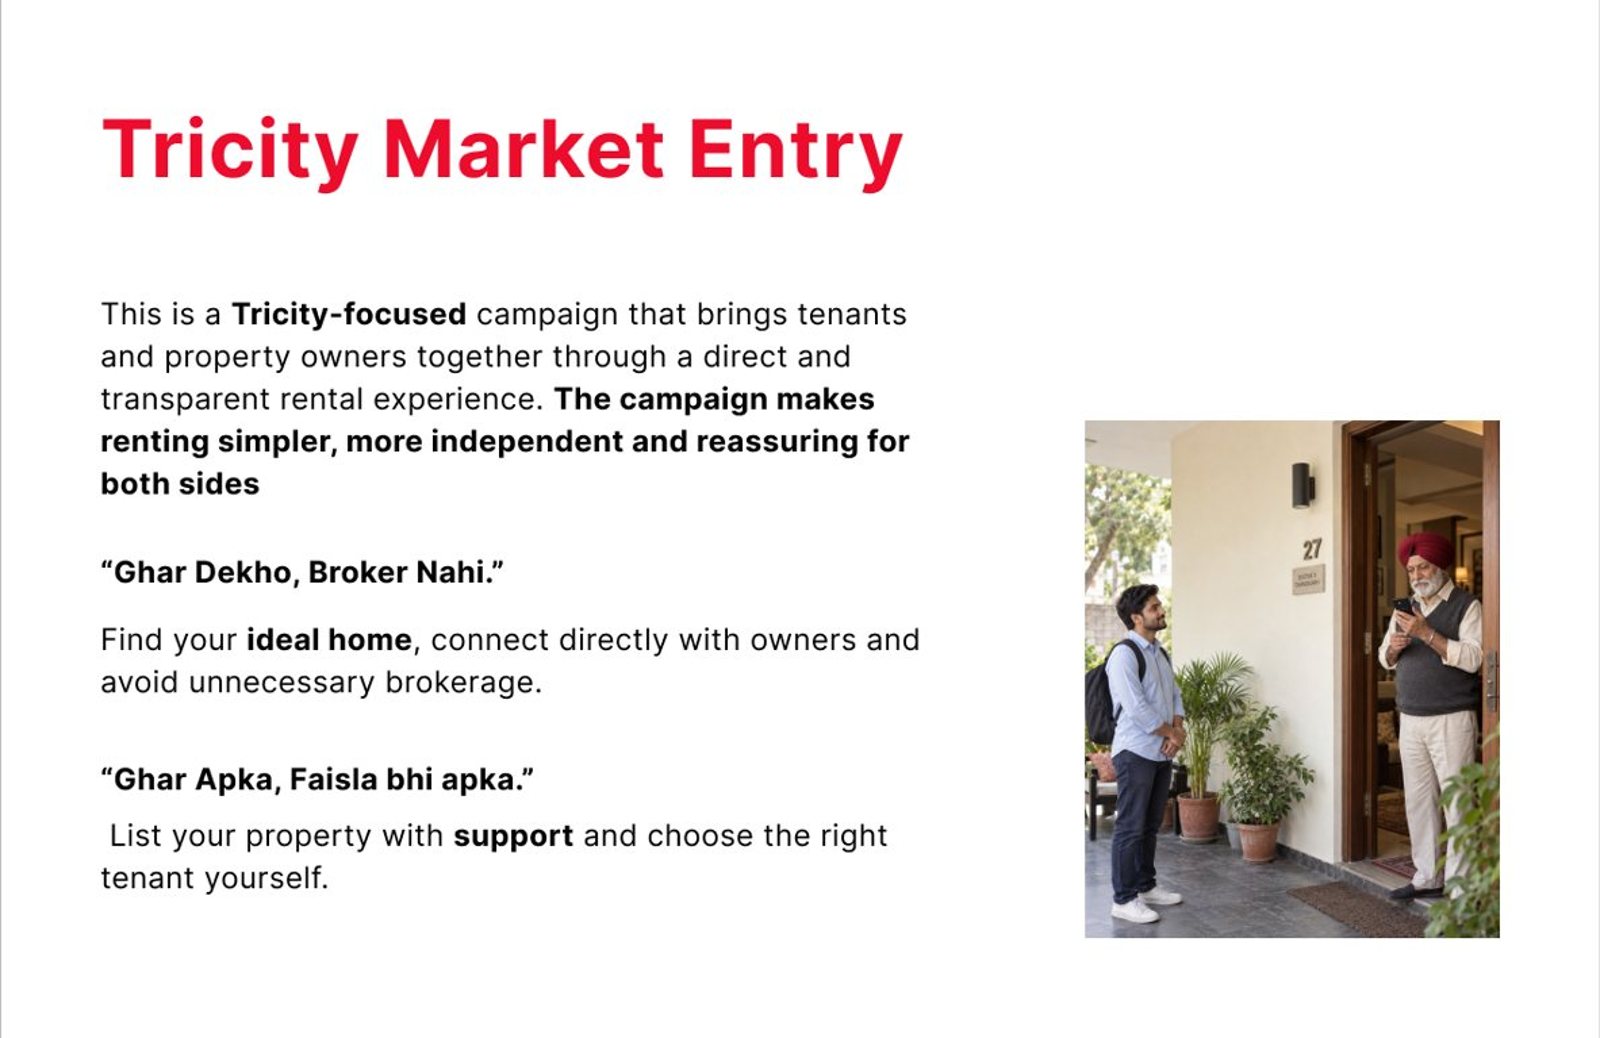 Tricity Market Entry
This is a Tricity-focused campaign that brings tenants
and property owners together through a direct and
transparent rental experience. The campaign makes
renting simpler, more independent and reassuring for
both sides
“Ghar Dekho, Broker Nahi.”
Find your ideal home, connect directly with owners and
avoid unnecessary brokerage.
“Ghar Apka, Faisla bhi apka.”
List your property with support and choose the right
tenant yourself.
27